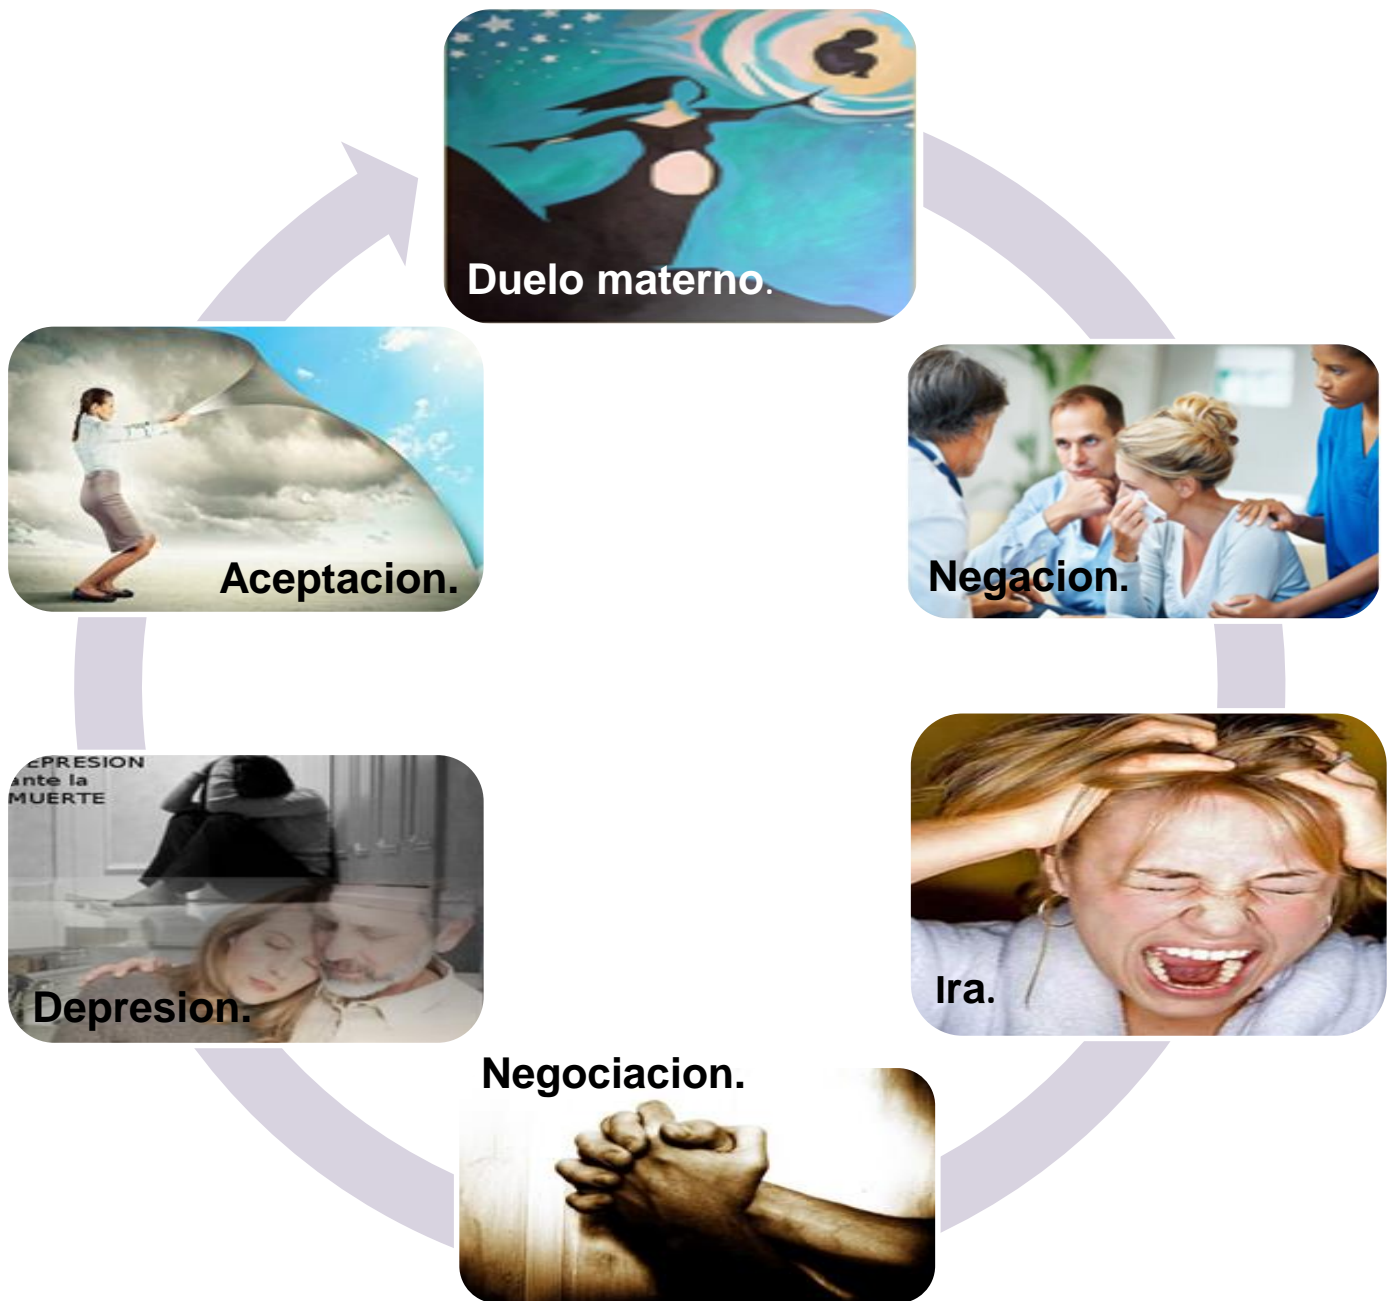 Duelo materno.
Negacion.
Ira.
Negociacion.
EPRESION
ante la
MUERTE
Depresion.
Aceptacion.